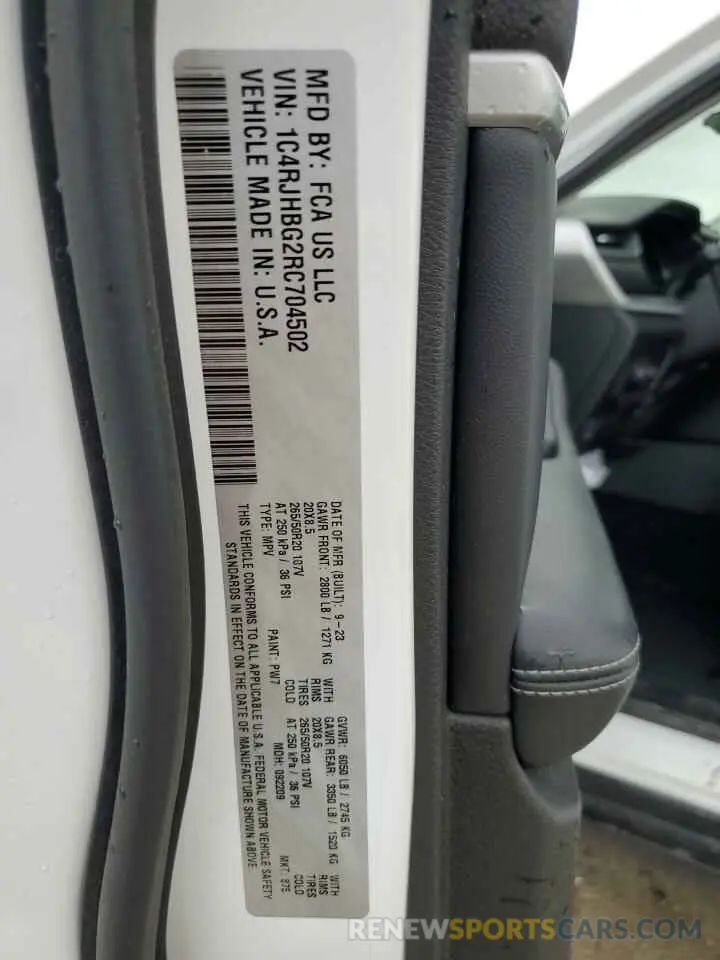 MFD BY: FCA US LLC
VIN: 1C4RJHBG2RC704502
VEHICLE MADE IN: U.S.A.
DATE OF MFR (BUILT): 9-23 GVWR: 6050 LB / 2745 KG
GAWR FRONT: 2800 LB / 1271 KG WITH GAWR REAR: 3350 LB / 1520 KG WITH
20X8.5 RIMS 20X8.5 RIMS
265/50R20 107V TIRES 265/50R20 107V TIRES
AT 250 kPa / 36 PSI COLD AT 250 kPa / 36 PSI COLD
TYPE: MPV PAINT: PW7 MDH: 092209 MKT: 875
THIS VEHICLE CONFORMS TO ALL APPLICABLE U.S.A. FEDERAL MOTOR VEHICLE SAFETY
STANDARDS IN EFFECT ON THE DATE OF MANUFACTURE SHOWN ABOVE
RENEWSPORTSCARS.COM